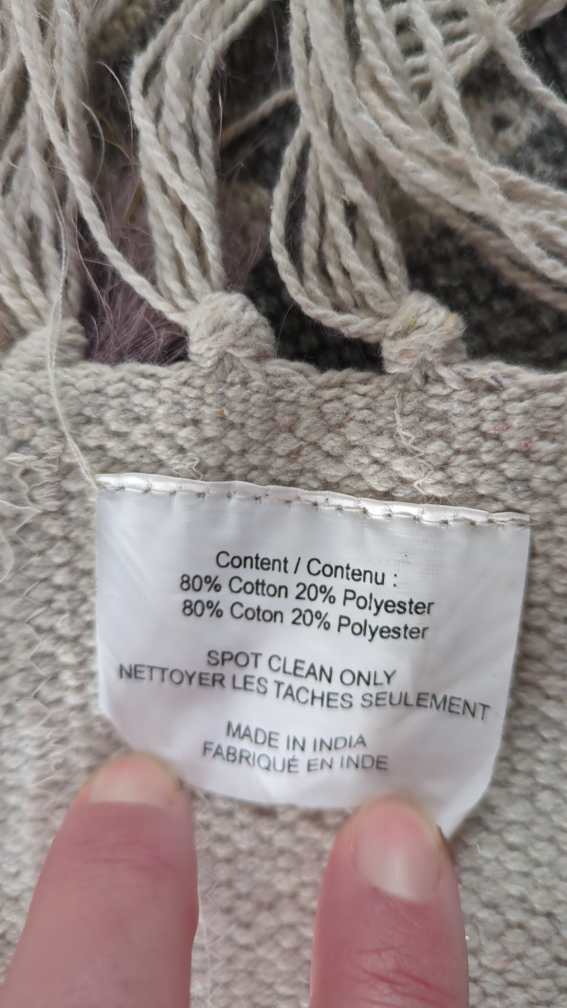 Content / Contenu :
80% Cotton 20% Polyester
80% Coton 20% Polyester
SPOT CLEAN ONLY
NETTOYER LES TACHES SEULEMENT
MADE IN INDIA
FABRIQUÉ EN INDE